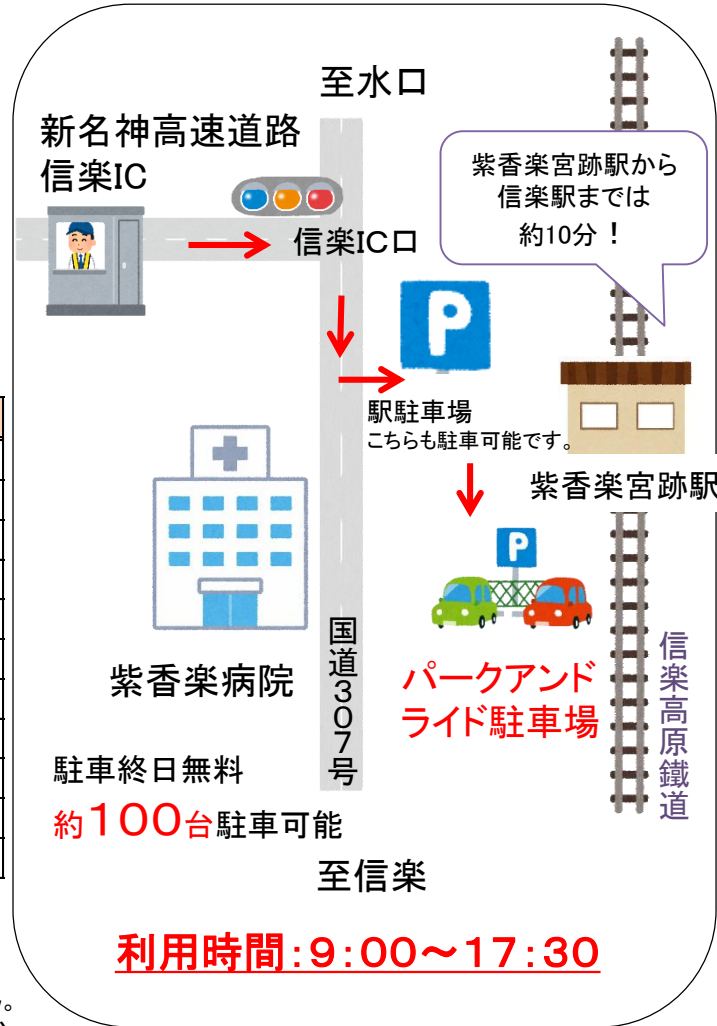 至水口
新名神高速道路
信楽IC
紫香楽宮跡駅から
信楽駅までは
約10分！
信楽IC口
P
駅駐車場
こちらも駐車可能です。
紫香楽宮跡駅
P
紫香楽病院
国道307号
パークアンド
ライド駐車場
信楽高原鐵道
駐車終日無料
約100台駐車可能
至信楽
利用時間：9：00～17：30